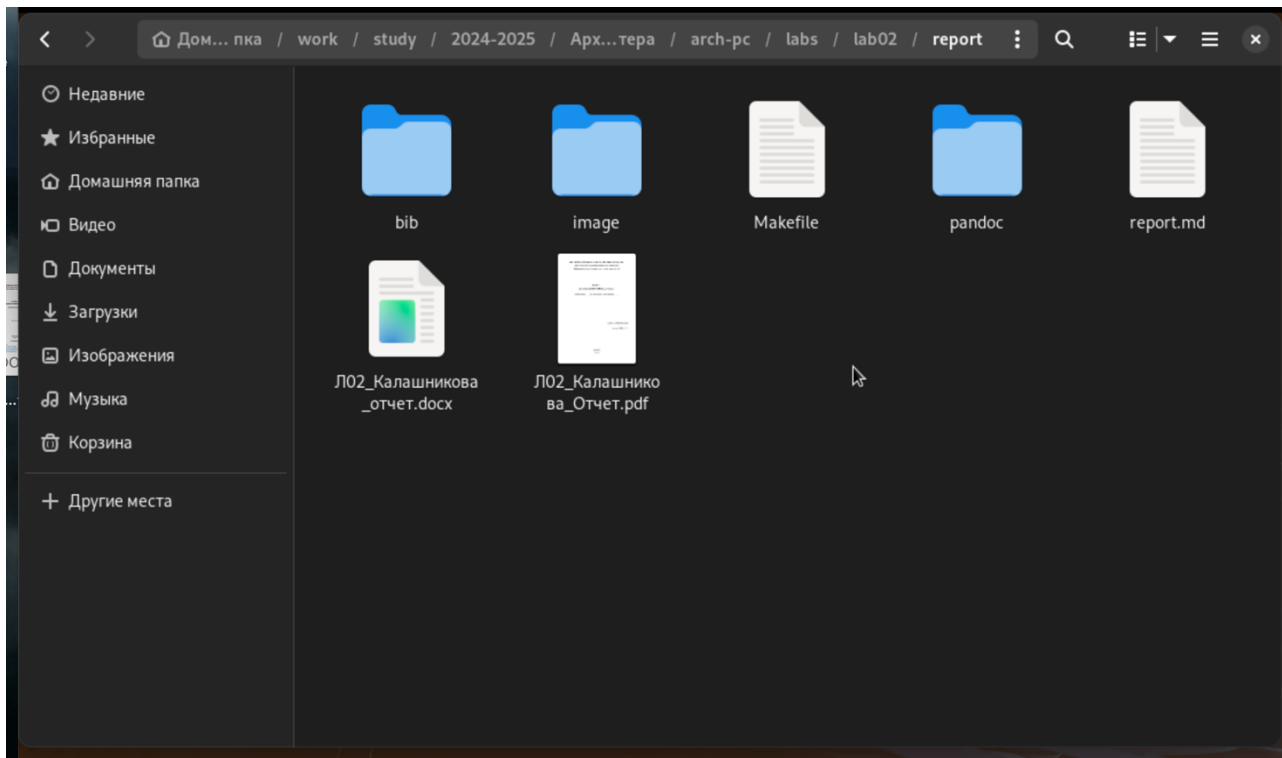 Дом... пка / work / study / 2024-2025 / Арх...тера / arch-pc / labs / lab02 / report
Недавние
Избранные
Домашняя папка
Видео
Документы
Загрузки
Изображения
Музыка
Корзина
Другие места
bib
image
Makefile
pandoc
report.md
Л02_Калашникова
_отчет.docx
Л02_Калашнико
ва_Отчет.pdf